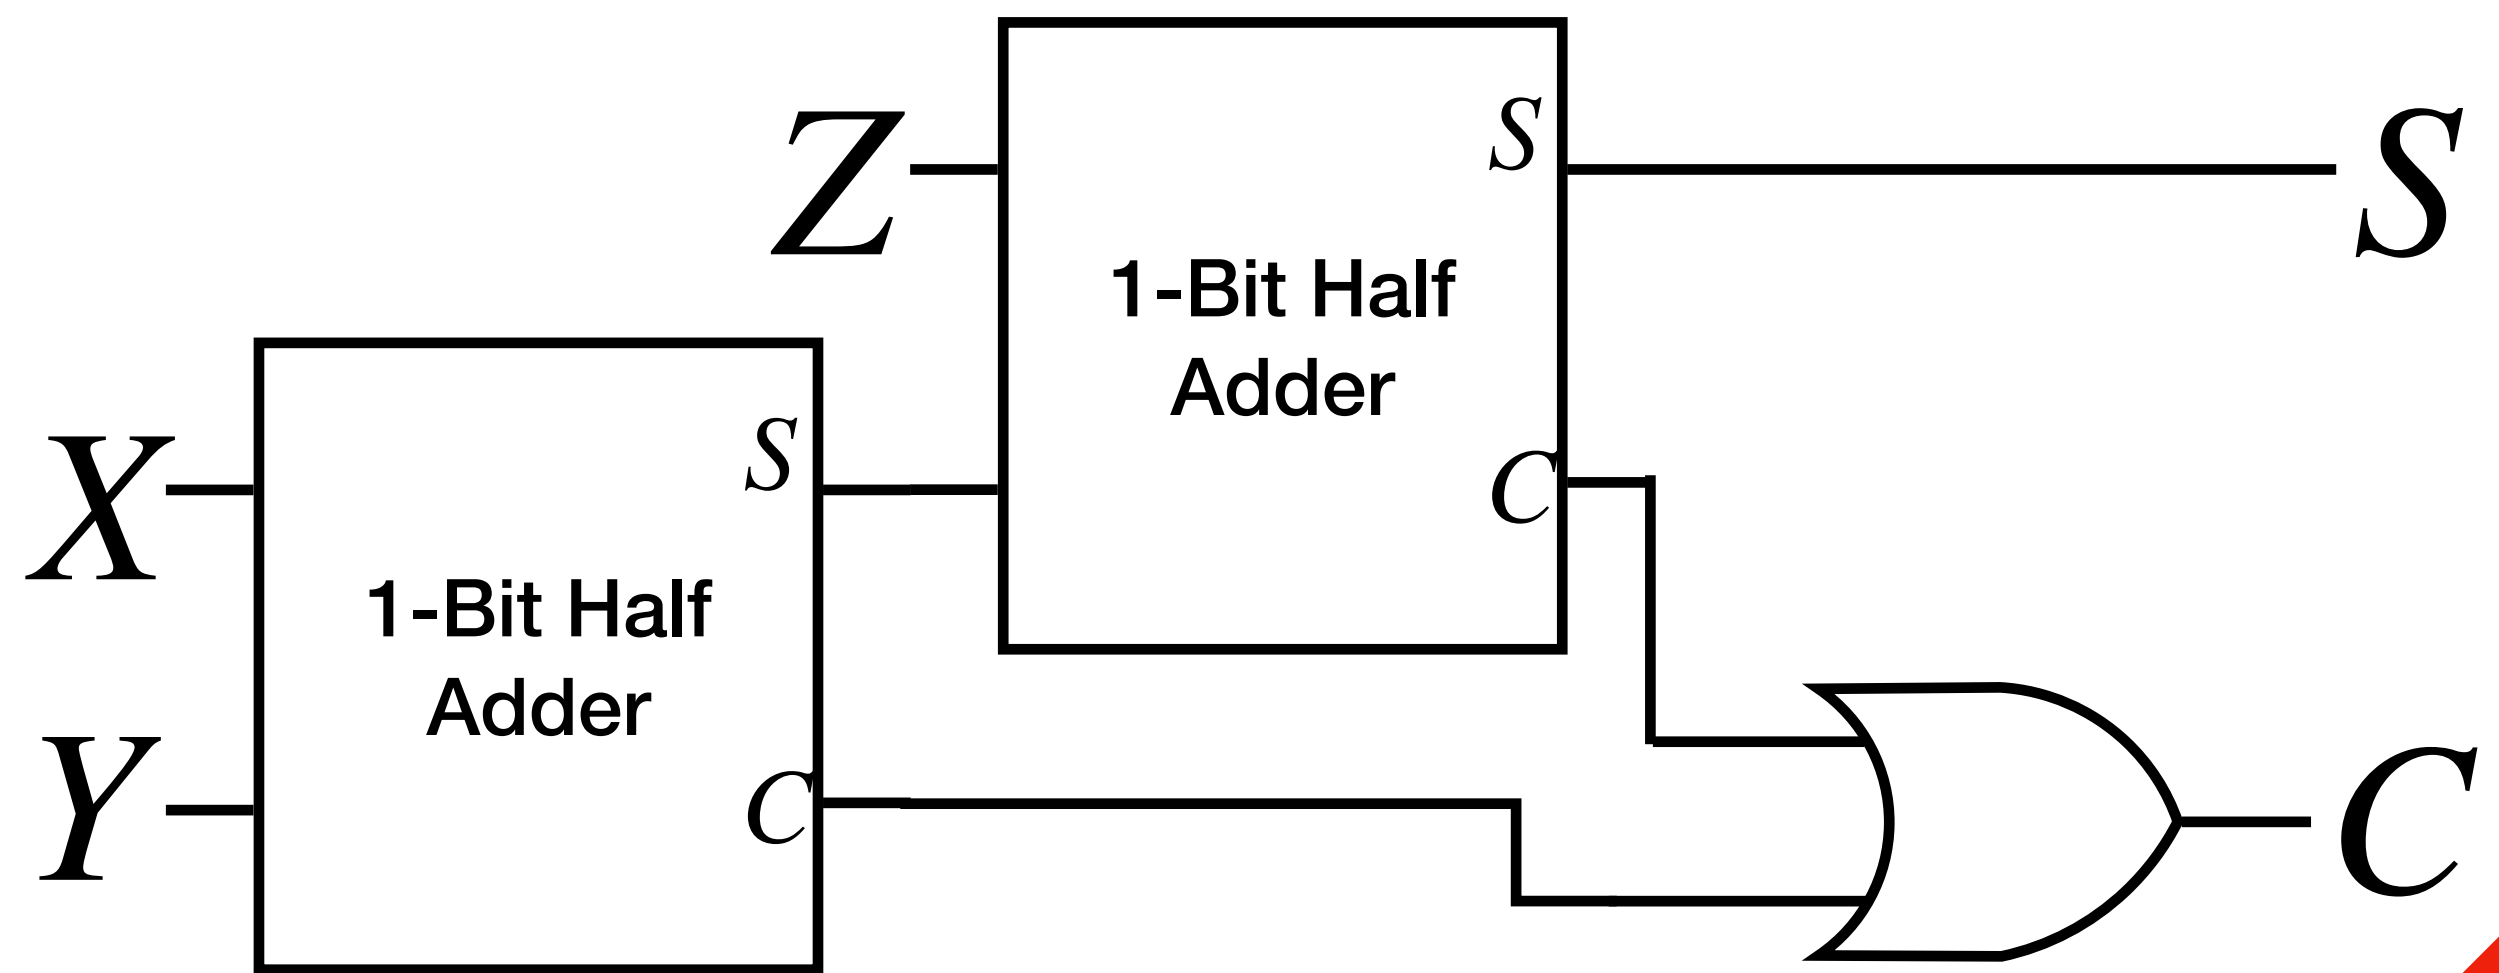 Z
S
S
1-Bit Half
Adder
C
X
S
1-Bit Half
Adder
Y
C
C